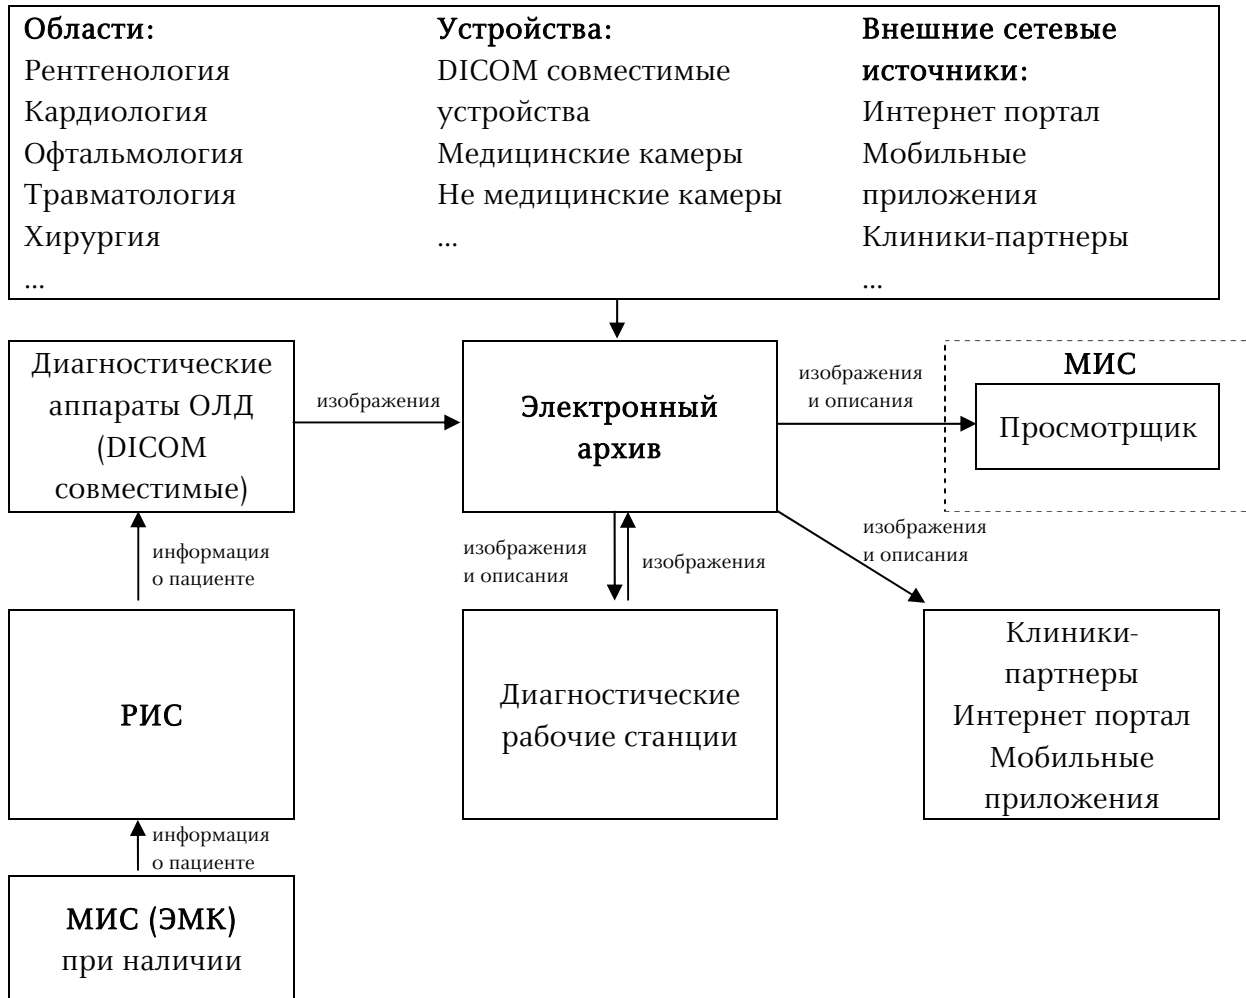 Области:
Рентгенология
Кардиология
Офтальмология
Травматология
Хирургия
...
Устройства:
DICOM совместимые
устройства
Медицинские камеры
Не медицинские камеры
...
Внешние сетевые
источники:
Интернет портал
Мобильные
приложения
Клиники-партнеры
...
Диагностические
аппараты ОЛД
(DICOM
совместимые)
изображения
Электронный
архив
изображения
и описания
МИС
Просмотрщик
информация
о пациенте
изображения
и описания
изображения
изображения
и описания
РИС
Диагностические
рабочие станции
Клиники-
партнеры
Интернет портал
Мобильные
приложения
информация
о пациенте
МИС (ЭМК)
при наличии